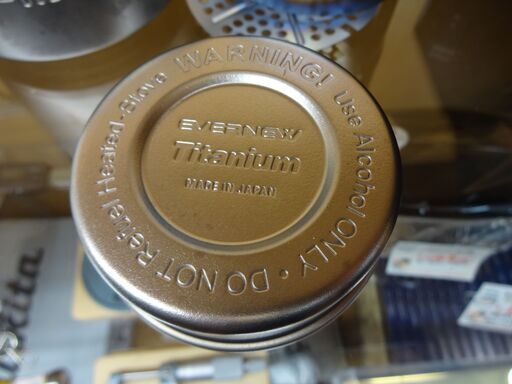 WARNING! Use Alcohol ONLY • DO NOT Refuel Heated-Stove
EVERNEW
Titanium
MADE IN JAPAN